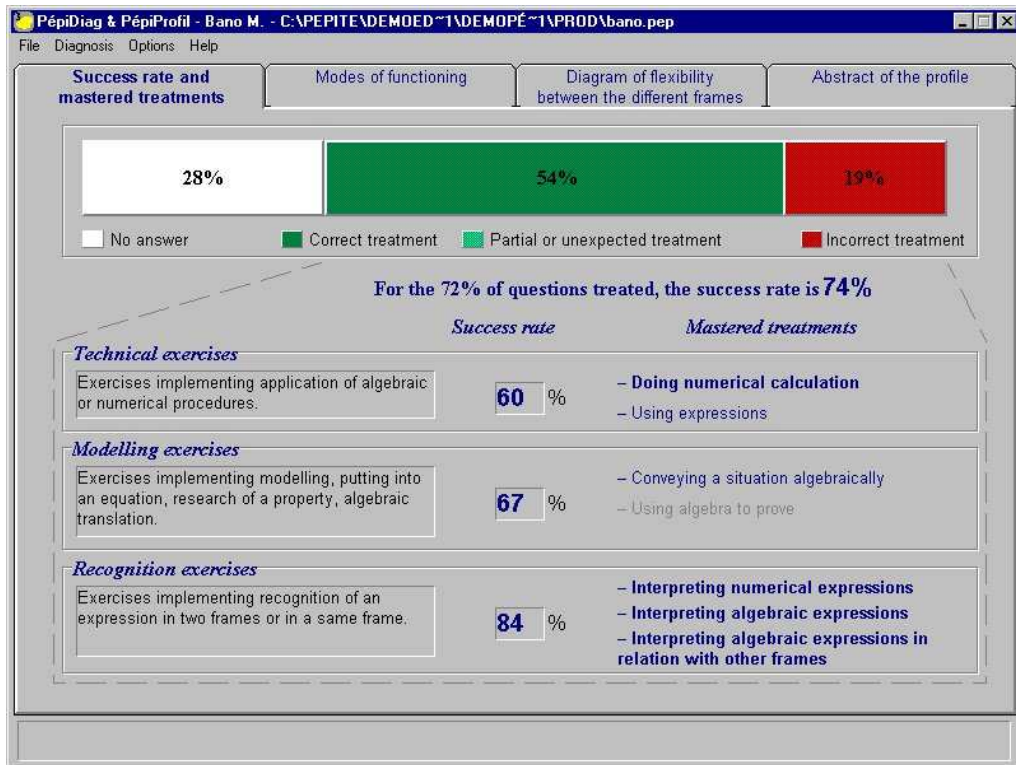 PépiDiag & PépiProfil - Bano M. - C:\PEPITE\DEMOED~1\DEMOPÉ~1\PROD\bano.pep
File Diagnosis Options Help
Success rate and
mastered treatments
Modes of functioning
Diagram of flexibility
between the different frames
Abstract of the profile
28%
54%
19%
No answer
Correct treatment
Partial or unexpected treatment
Incorrect treatment
For the 72% of questions treated, the success rate is 74%
Success rate
Mastered treatments
Technical exercises
Exercises implementing application of algebraic
or numerical procedures.
60 %
– Doing numerical calculation
– Using expressions
Modelling exercises
Exercises implementing modelling, putting into
an equation, research of a property, algebraic
translation.
67 %
– Conveying a situation algebraically
– Using algebra to prove
Recognition exercises
Exercises implementing recognition of an
expression in two frames or in a same frame.
84 %
– Interpreting numerical expressions
– Interpreting algebraic expressions
– Interpreting algebraic expressions in
relation with other frames